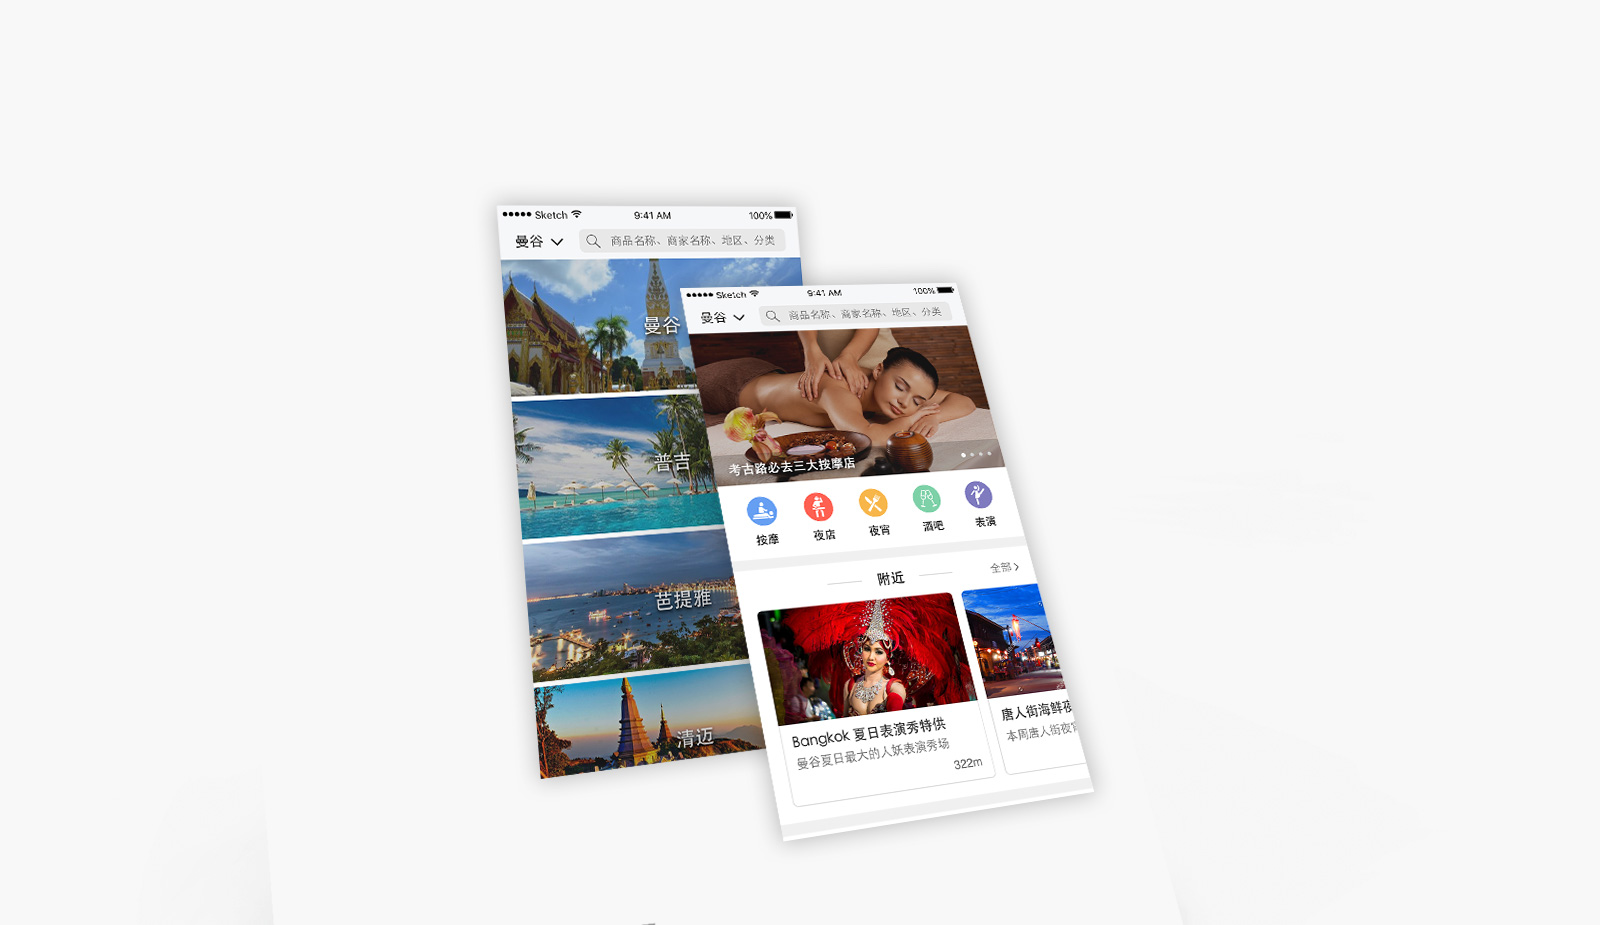 Sketch 9:41 AM 100%
曼谷 商品名称、商家名称、地区、分类
曼谷
普吉
芭提雅
清迈
Sketch 9:41 AM 100%
曼谷 商品名称、商家名称、地区、分类
考古路必去三大按摩店
按摩 夜店 夜宵 酒吧 表演
附近 全部
Bangkok 夏日表演秀特供
曼谷夏日最大的人妖表演秀场
322m
唐人街海鲜夜
本周唐人街夜宵